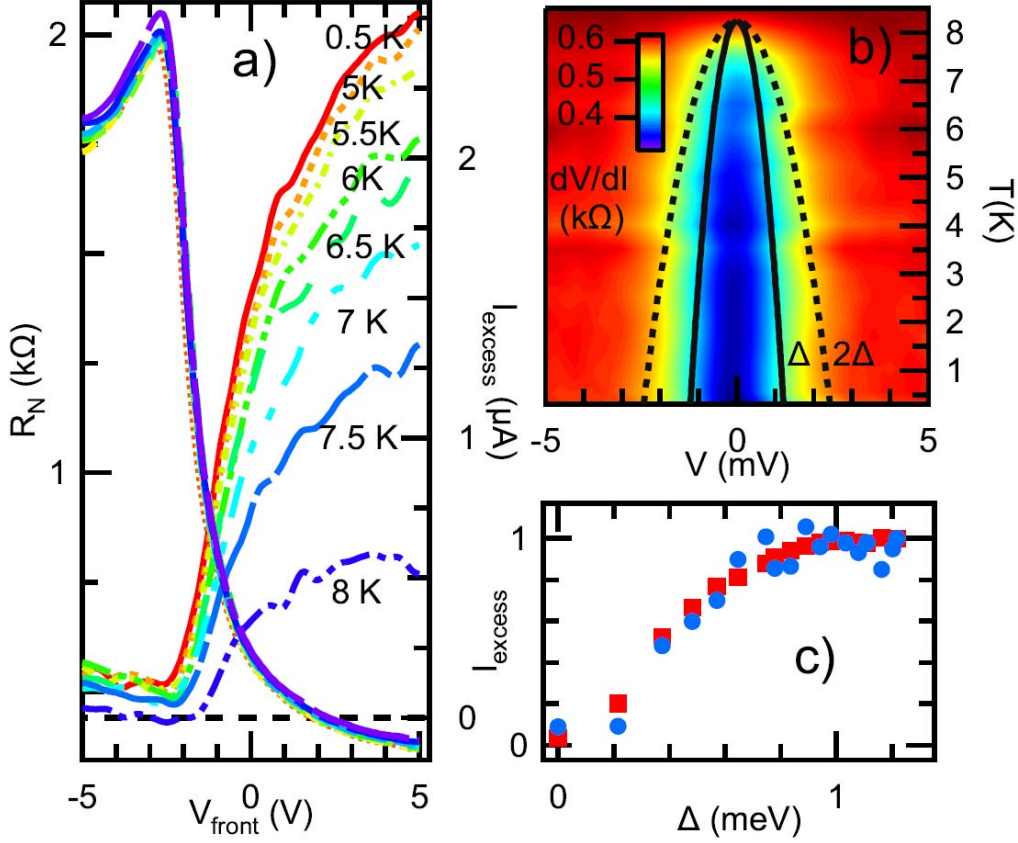 a)
2
1
R_N (kΩ)
0.5 K
5K
5.5K
6K
6.5 K
7 K
7.5 K
8 K
2
1
0
I_excess (μA)
-5
0
5
V_front (V)
b)
0.6
0.5
0.4
dV/dI
(kΩ)
Δ
2Δ
8
7
6
5
4
3
2
1
T(K)
-5
0
5
V (mV)
c)
1
0
I_excess
0
1
Δ (meV)